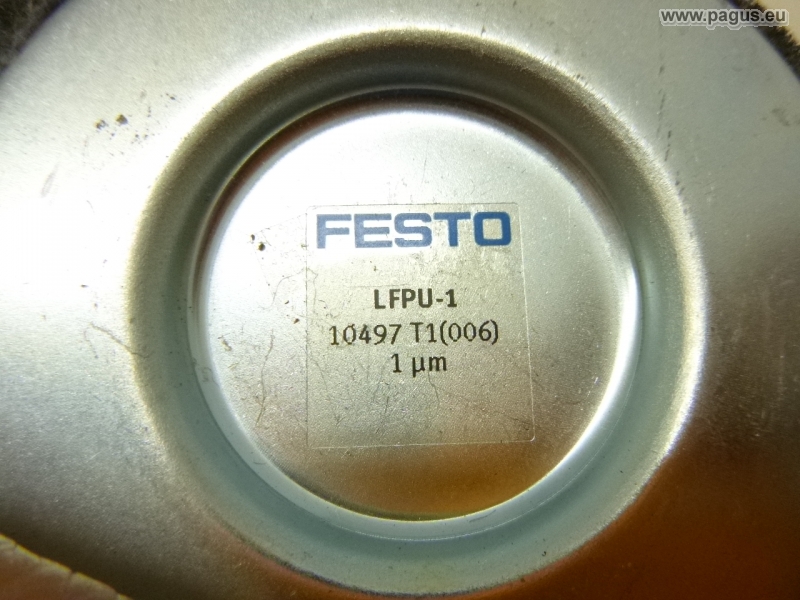 www.pagus.eu
FESTO
LFPU-1
10497 T1(006)
1 µm